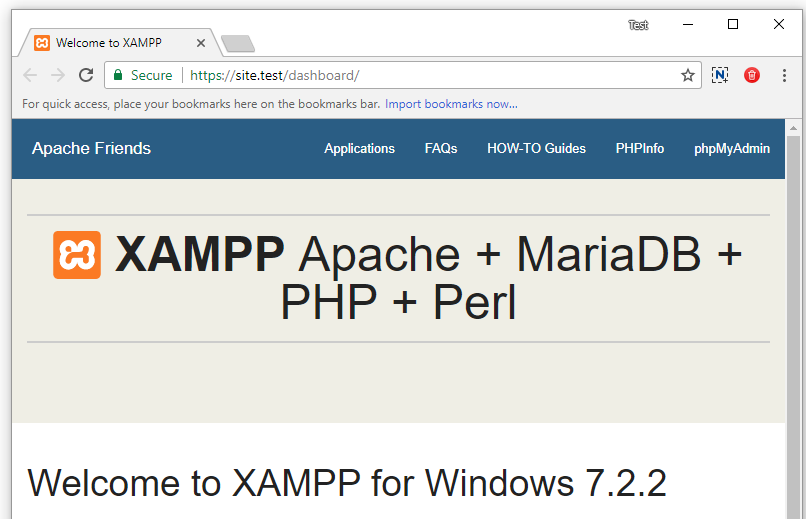 Test
Welcome to XAMPP
Secure https://site.test/dashboard/
For quick access, place your bookmarks here on the bookmarks bar. Import bookmarks now...
Apache Friends Applications FAQs HOW-TO Guides PHPInfo phpMyAdmin
XAMPP Apache + MariaDB +
PHP + Perl
Welcome to XAMPP for Windows 7.2.2